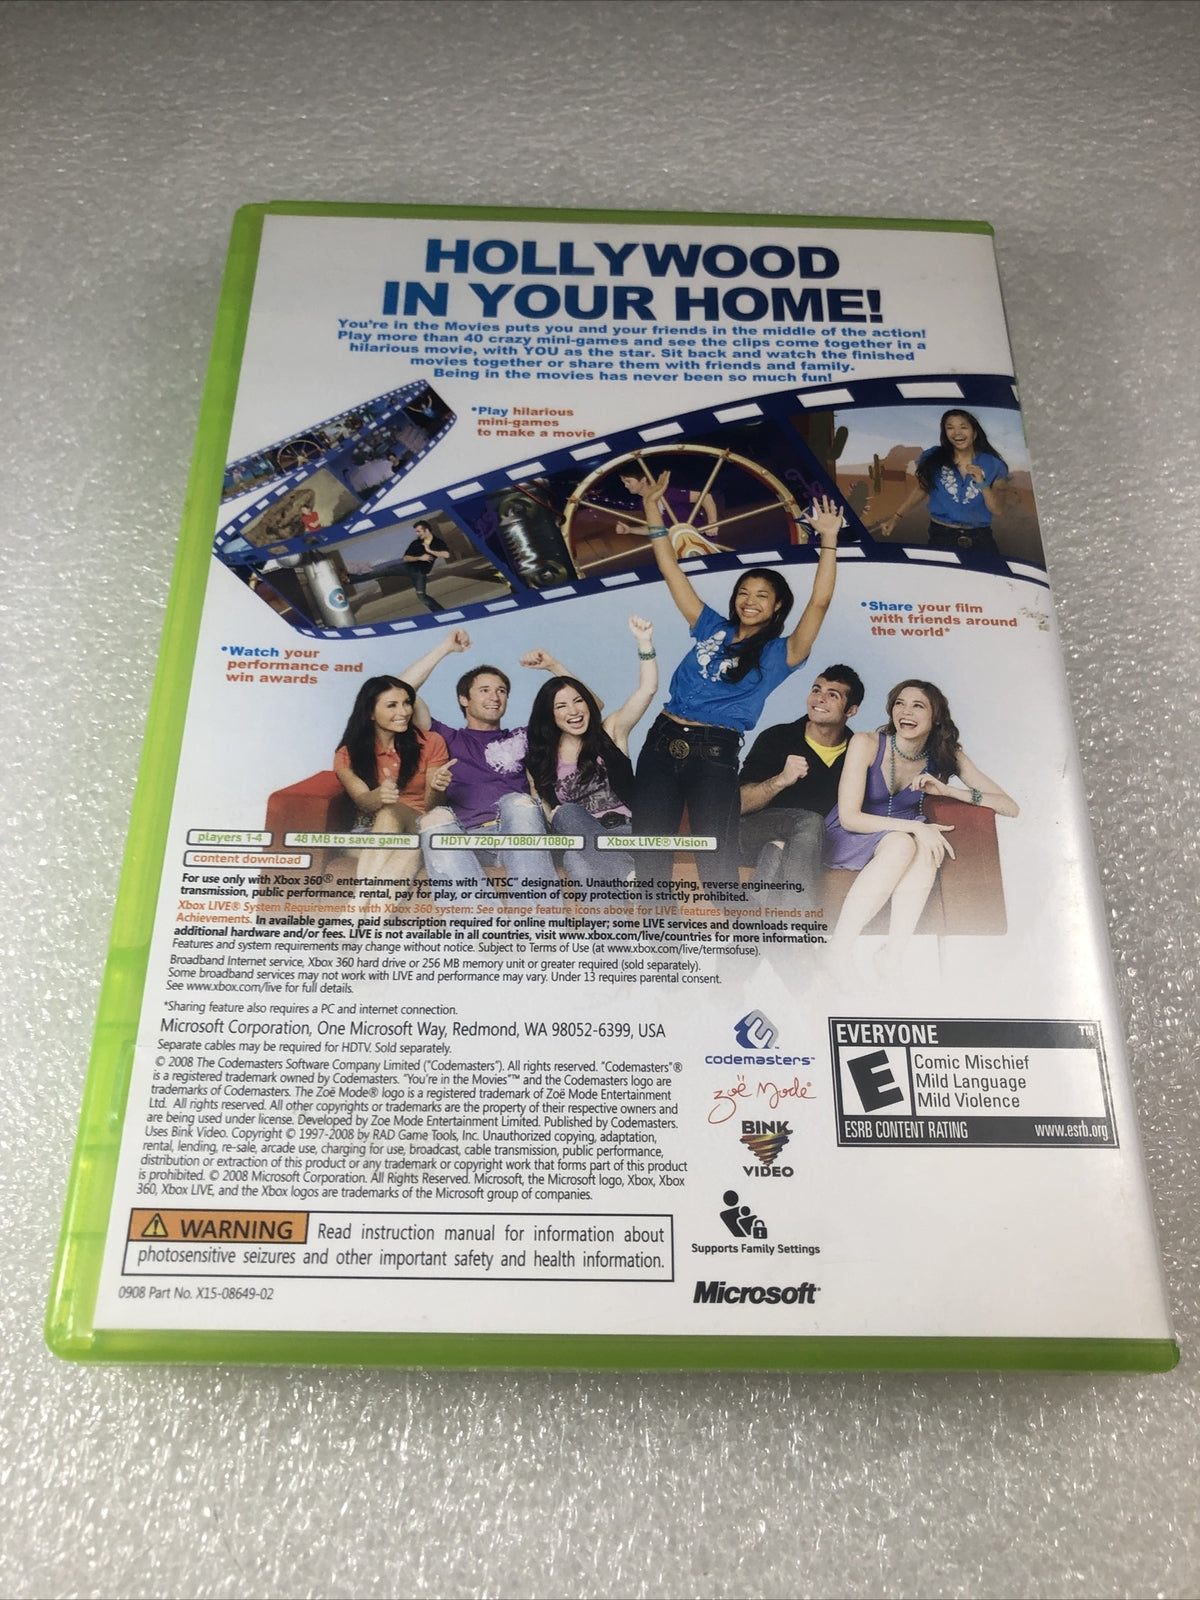 HOLLYWOOD
IN YOUR HOME!
You're in the Movies puts you and your friends in the middle of the action!
Play more than 40 crazy mini-games and see the clips come together in a
hilarious movie, with YOU as the star. Sit back and watch the finished
movies together or share them with friends and family.
Being in the movies has never been so much fun!
*Play hilarious
mini-games
to make a movie
*Share your film
with friends around
the world*
*Watch your
performance and
win awards
players 1-4
48 MB to save game
HDTV 720p/1080i/1080p
Xbox LIVE® Vision
content download
For use only with Xbox 360® entertainment systems with "NTSC" designation. Unauthorized copying, reverse engineering,
transmission, public performance, rental, pay for play, or circumvention of copy protection is strictly prohibited.
Xbox LIVE® System Requirements with Xbox 360 system: See orange feature icons above for LIVE features beyond Friends and
Achievements. In available games, paid subscription required for online multiplayer; some LIVE services and downloads require
additional hardware and/or fees. LIVE is not available in all countries, visit www.xbox.com/live/countries for more information.
Features and system requirements may change without notice. Subject to Terms of Use (at www.xbox.com/live/termsofuse).
Broadband Internet service, Xbox 360 hard drive or 256 MB memory unit or greater required (sold separately).
Some broadband services may not work with LIVE and performance may vary. Under 13 requires parental consent.
See www.xbox.com/live for full details.
*Sharing feature also requires a PC and internet connection.
Microsoft Corporation, One Microsoft Way, Redmond, WA 98052-6399, USA
Separate cables may be required for HDTV. Sold separately.
© 2008 The Codemasters Software Company Limited ("Codemasters"). All rights reserved. "Codemasters"®
is a registered trademark owned by Codemasters. "You're in the Movies"™ and the Codemasters logo are
trademarks of Codemasters. The Zoë Mode® logo is a registered trademark of Zoë Mode Entertainment
Ltd. All rights reserved. All other copyrights or trademarks are the property of their respective owners and
are being used under license. Developed by Zoe Mode Entertainment Limited. Published by Codemasters.
Uses Bink Video. Copyright © 1997-2008 by RAD Game Tools, Inc. Unauthorized copying, adaptation,
rental, lending, re-sale, arcade use, charging for use, broadcast, cable transmission, public performance,
distribution or extraction of this product or any trademark or copyright work that forms part of this product
is prohibited. © 2008 Microsoft Corporation. All Rights Reserved. Microsoft, the Microsoft logo, Xbox, Xbox
360, Xbox LIVE, and the Xbox logos are trademarks of the Microsoft group of companies.
WARNING Read instruction manual for information about
photosensitive seizures and other important safety and health information.
0908 Part No. X15-08649-02
codemasters™
zoë Mode®
BINK
VIDEO
Supports Family Settings
Microsoft®
EVERYONE ™
E
Comic Mischief
Mild Language
Mild Violence
ESRB CONTENT RATING www.esrb.org